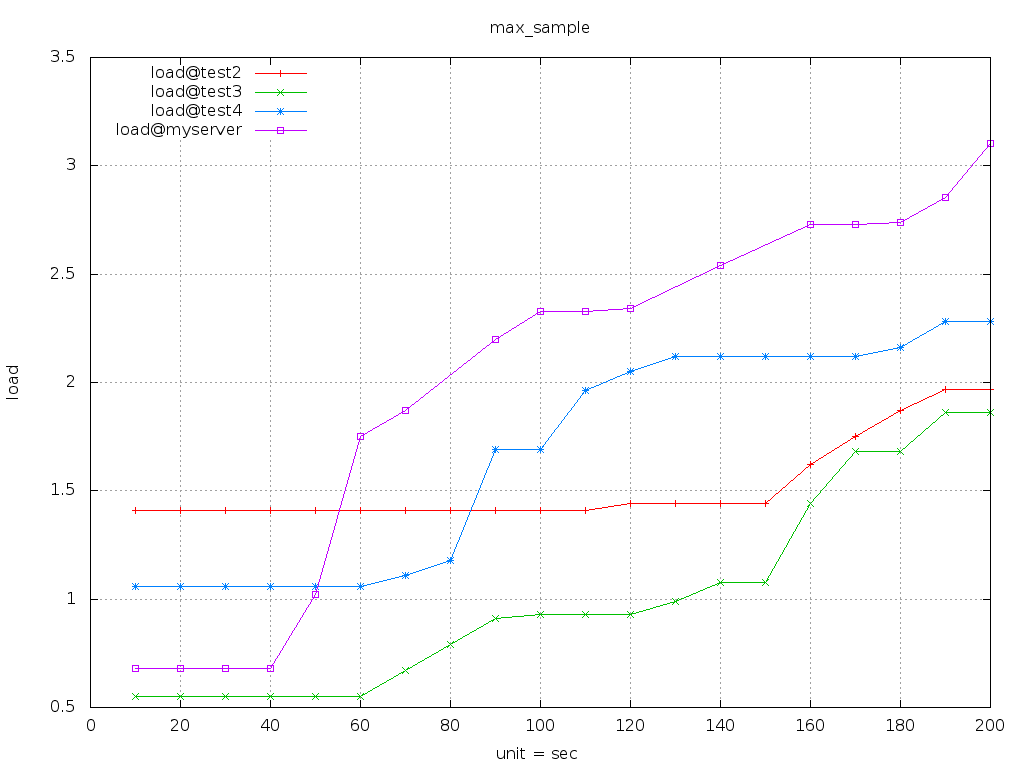 max_sample
3.5
3
2.5
2
1.5
1
0.5
load
load@test2
load@test3
load@test4
load@myserver
0 20 40 60 80 100 120 140 160 180 200
unit = sec